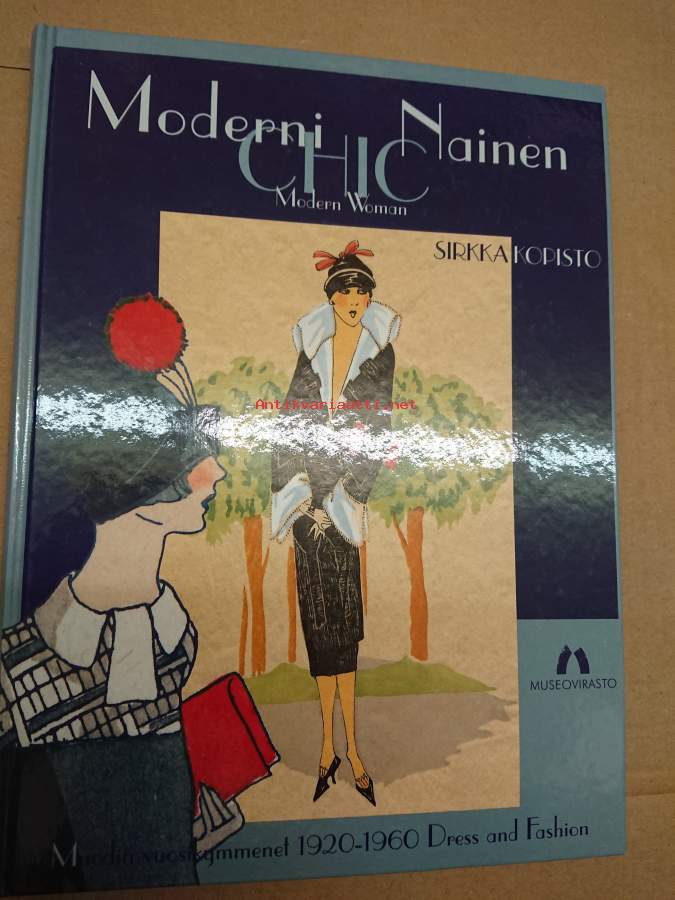 Moderni Nainen
CHIC
Modern Woman
SIRKKA KOPISTO
Antikvariaatti.net
MUSEOVIRASTO
Muodin vuosikymmenet 1920-1960 Dress and Fashion